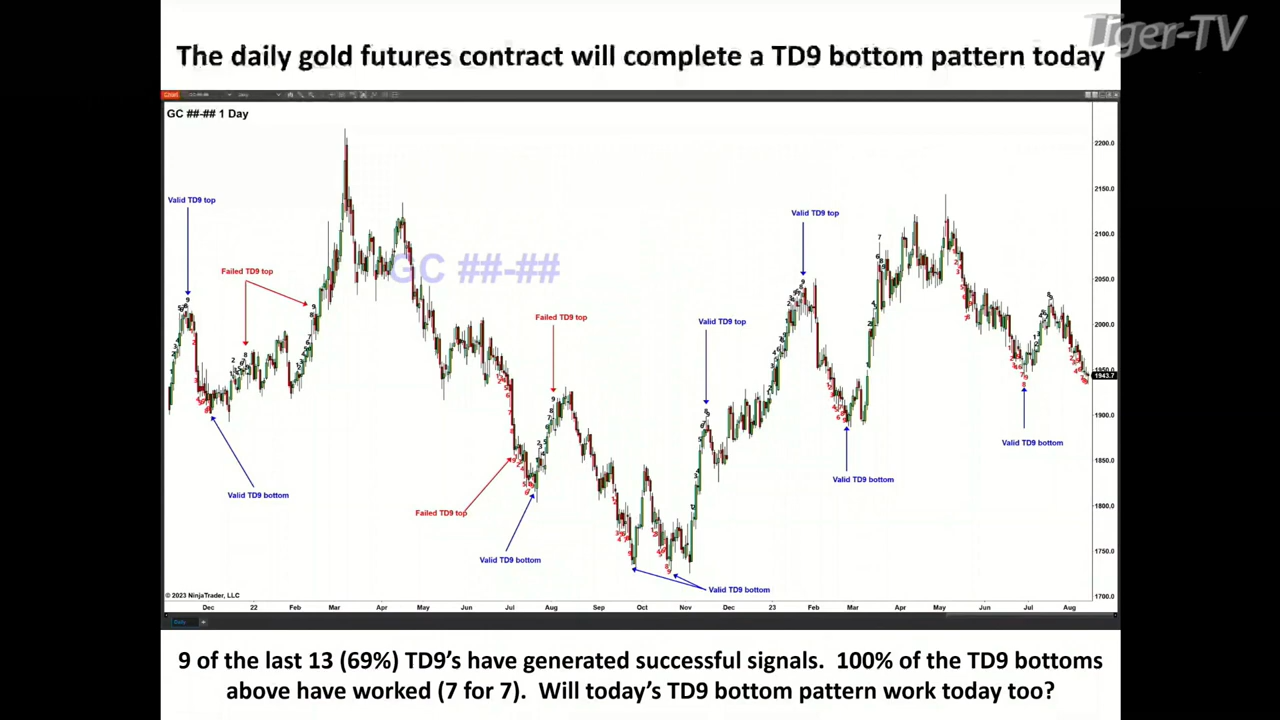 Tiger-TV
The daily gold futures contract will complete a TD9 bottom pattern today
GC ##-## 1 Day
Valid TD9 top
Failed TD9 top
GC ##-##
Failed TD9 top
Valid TD9 top
Valid TD9 top
Valid TD9 bottom
Failed TD9 top
Valid TD9 bottom
Valid TD9 bottom
Valid TD9 bottom
Valid TD9 bottom
2200.0
2150.0
2100.0
2050.0
2000.0
1950.0
1943.7
1900.0
1850.0
1800.0
1750.0
1700.0
© 2023 NinjaTrader, LLC
Dec 22 Feb Mar Apr May Jun Jul Aug Sep Oct Nov Dec 23 Feb Mar Apr May Jun Jul Aug
Daily
9 of the last 13 (69%) TD9's have generated successful signals. 100% of the TD9 bottoms
above have worked (7 for 7). Will today's TD9 bottom pattern work today too?